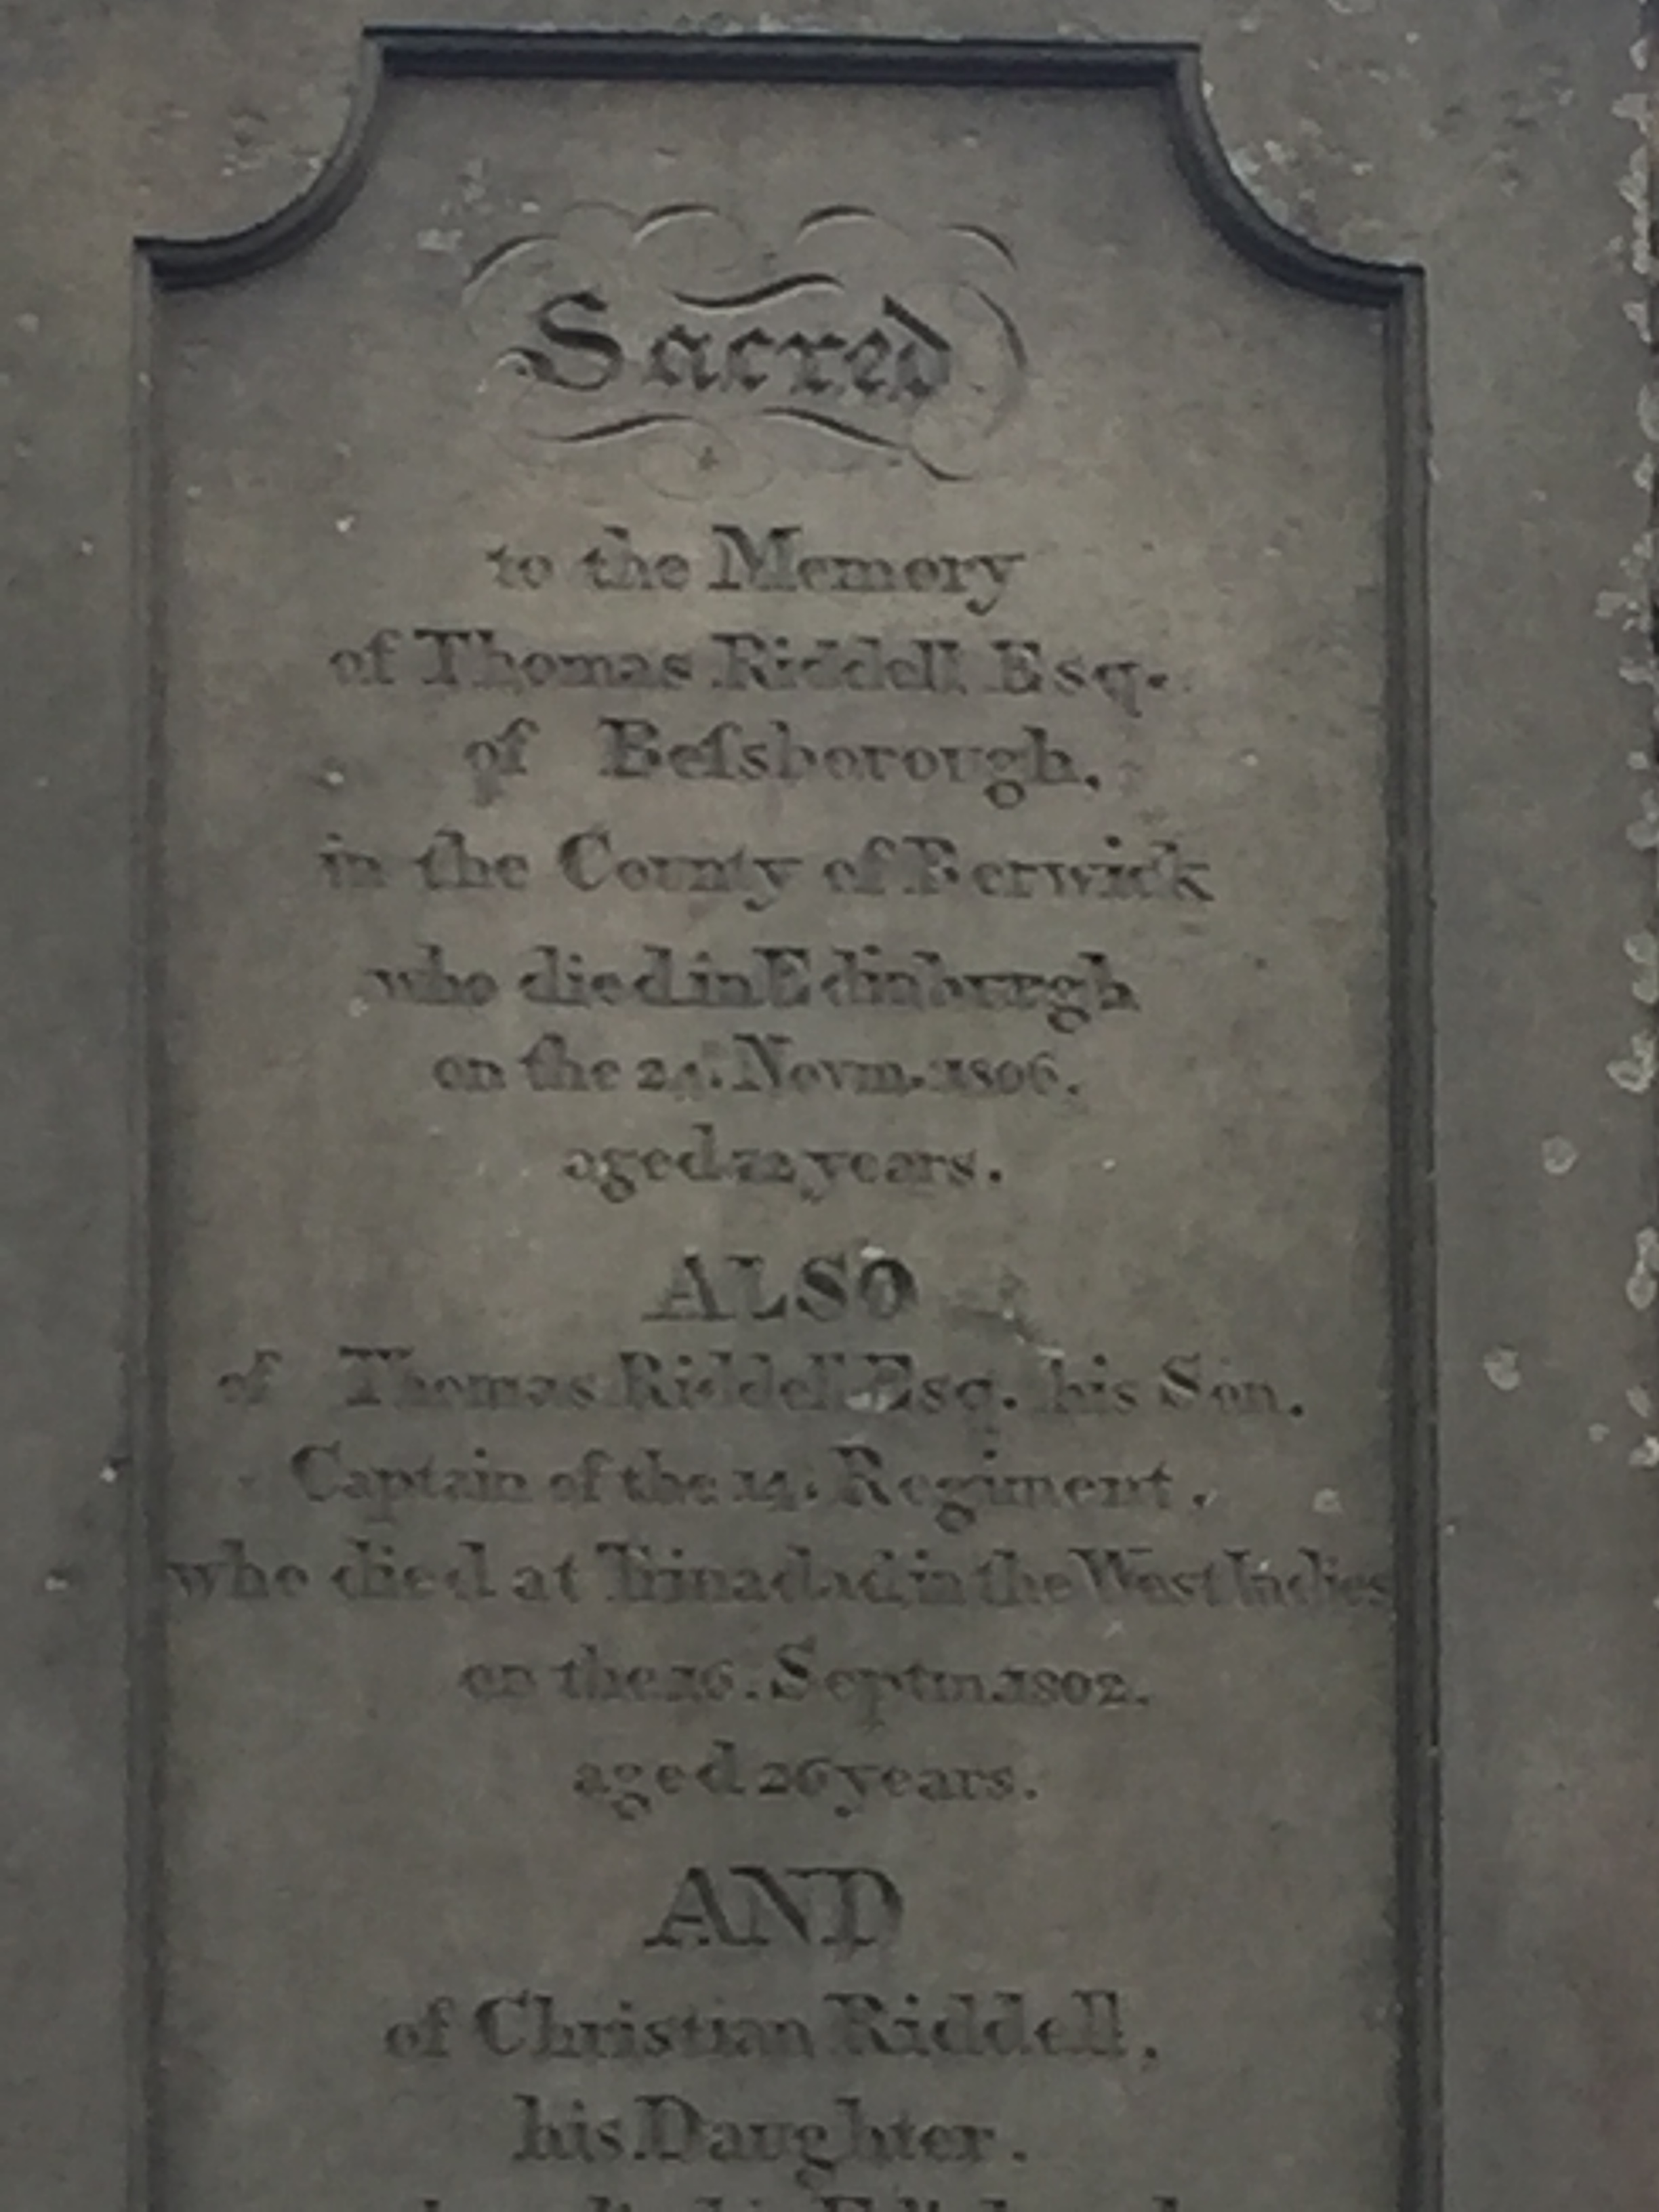 Sacred
to the Memory
of Thomas Riddell Esq.
of Beſsborough,
in the County of Berwick
who died in Edinburgh
on the 24. Novm. 1806.
aged 72 years.
ALSO
of Thomas Riddell Esq. his Son.
Captain of the 14. Regiment.
who died at Trinadad in the West Indies
on the 16. Septm. 1802.
aged 26 years.
AND
of Christian Riddell,
his Daughter.